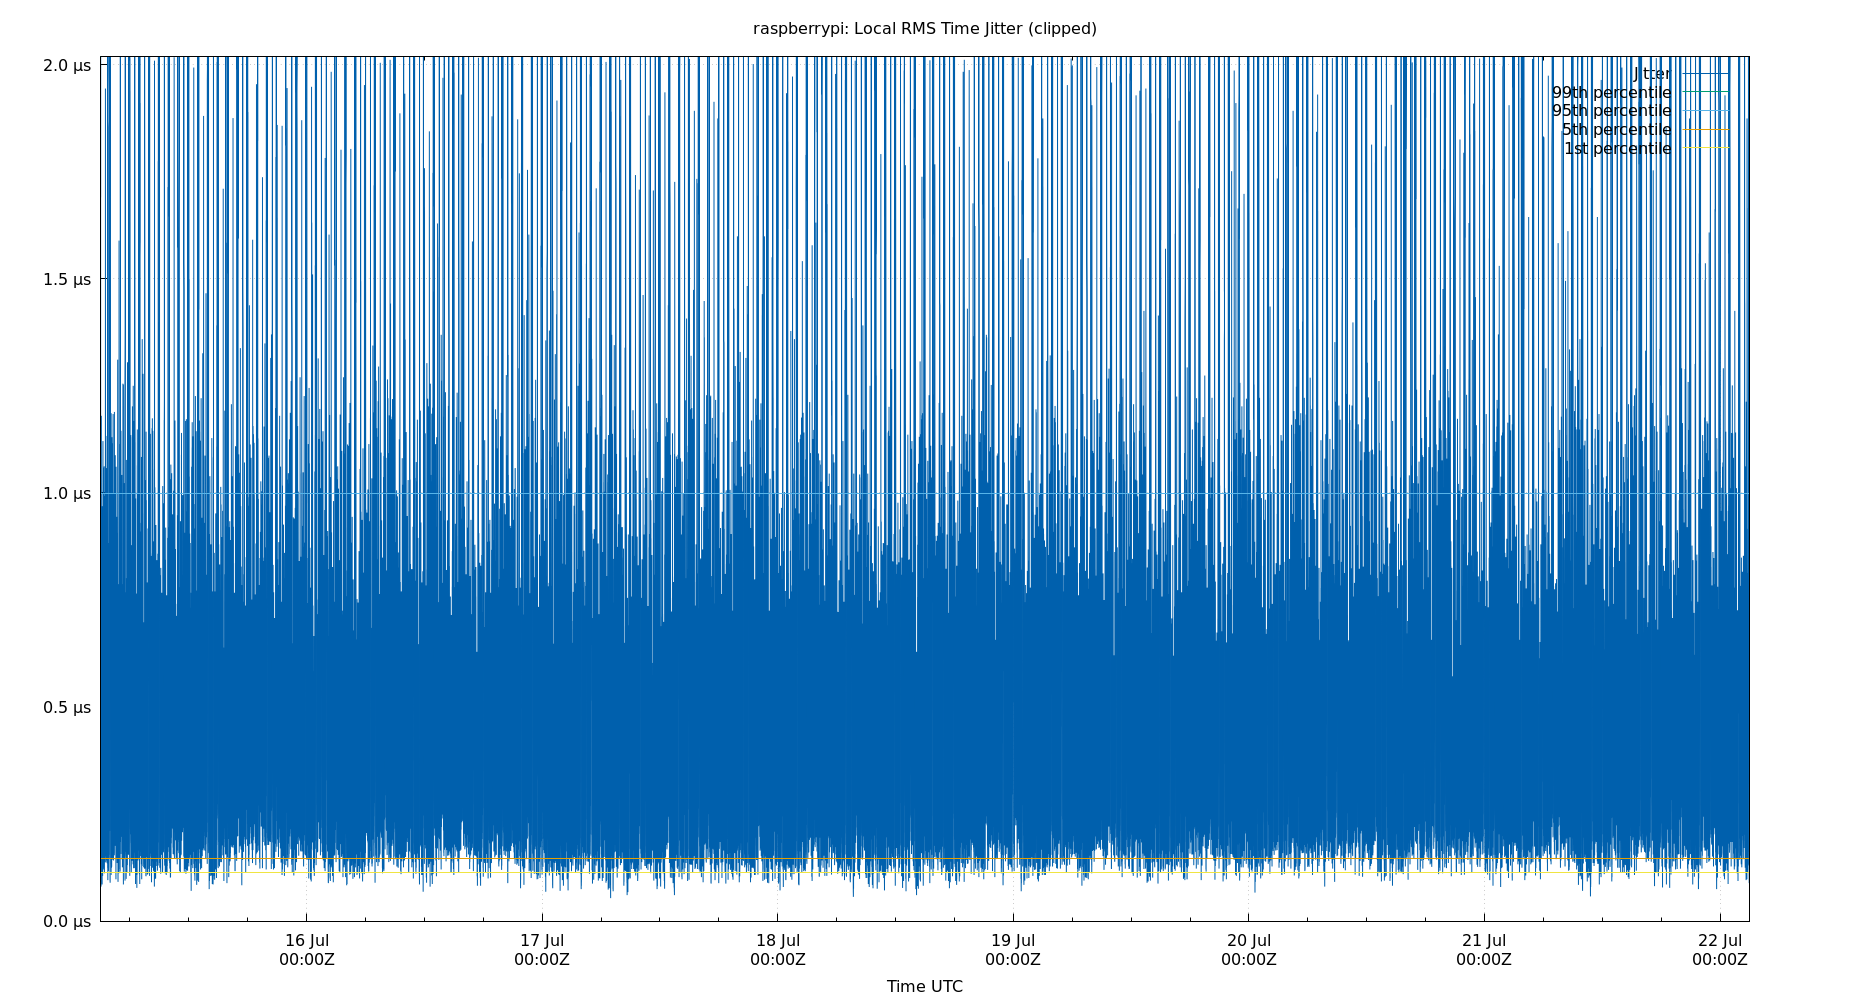 raspberrypi: Local RMS Time Jitter (clipped)
2.0 µs
1.5 µs
1.0 µs
0.5 µs
0.0 µs
Jitter
99th percentile
95th percentile
5th percentile
1st percentile
16 Jul
00:00Z
17 Jul
00:00Z
18 Jul
00:00Z
19 Jul
00:00Z
20 Jul
00:00Z
21 Jul
00:00Z
22 Jul
00:00Z
Time UTC